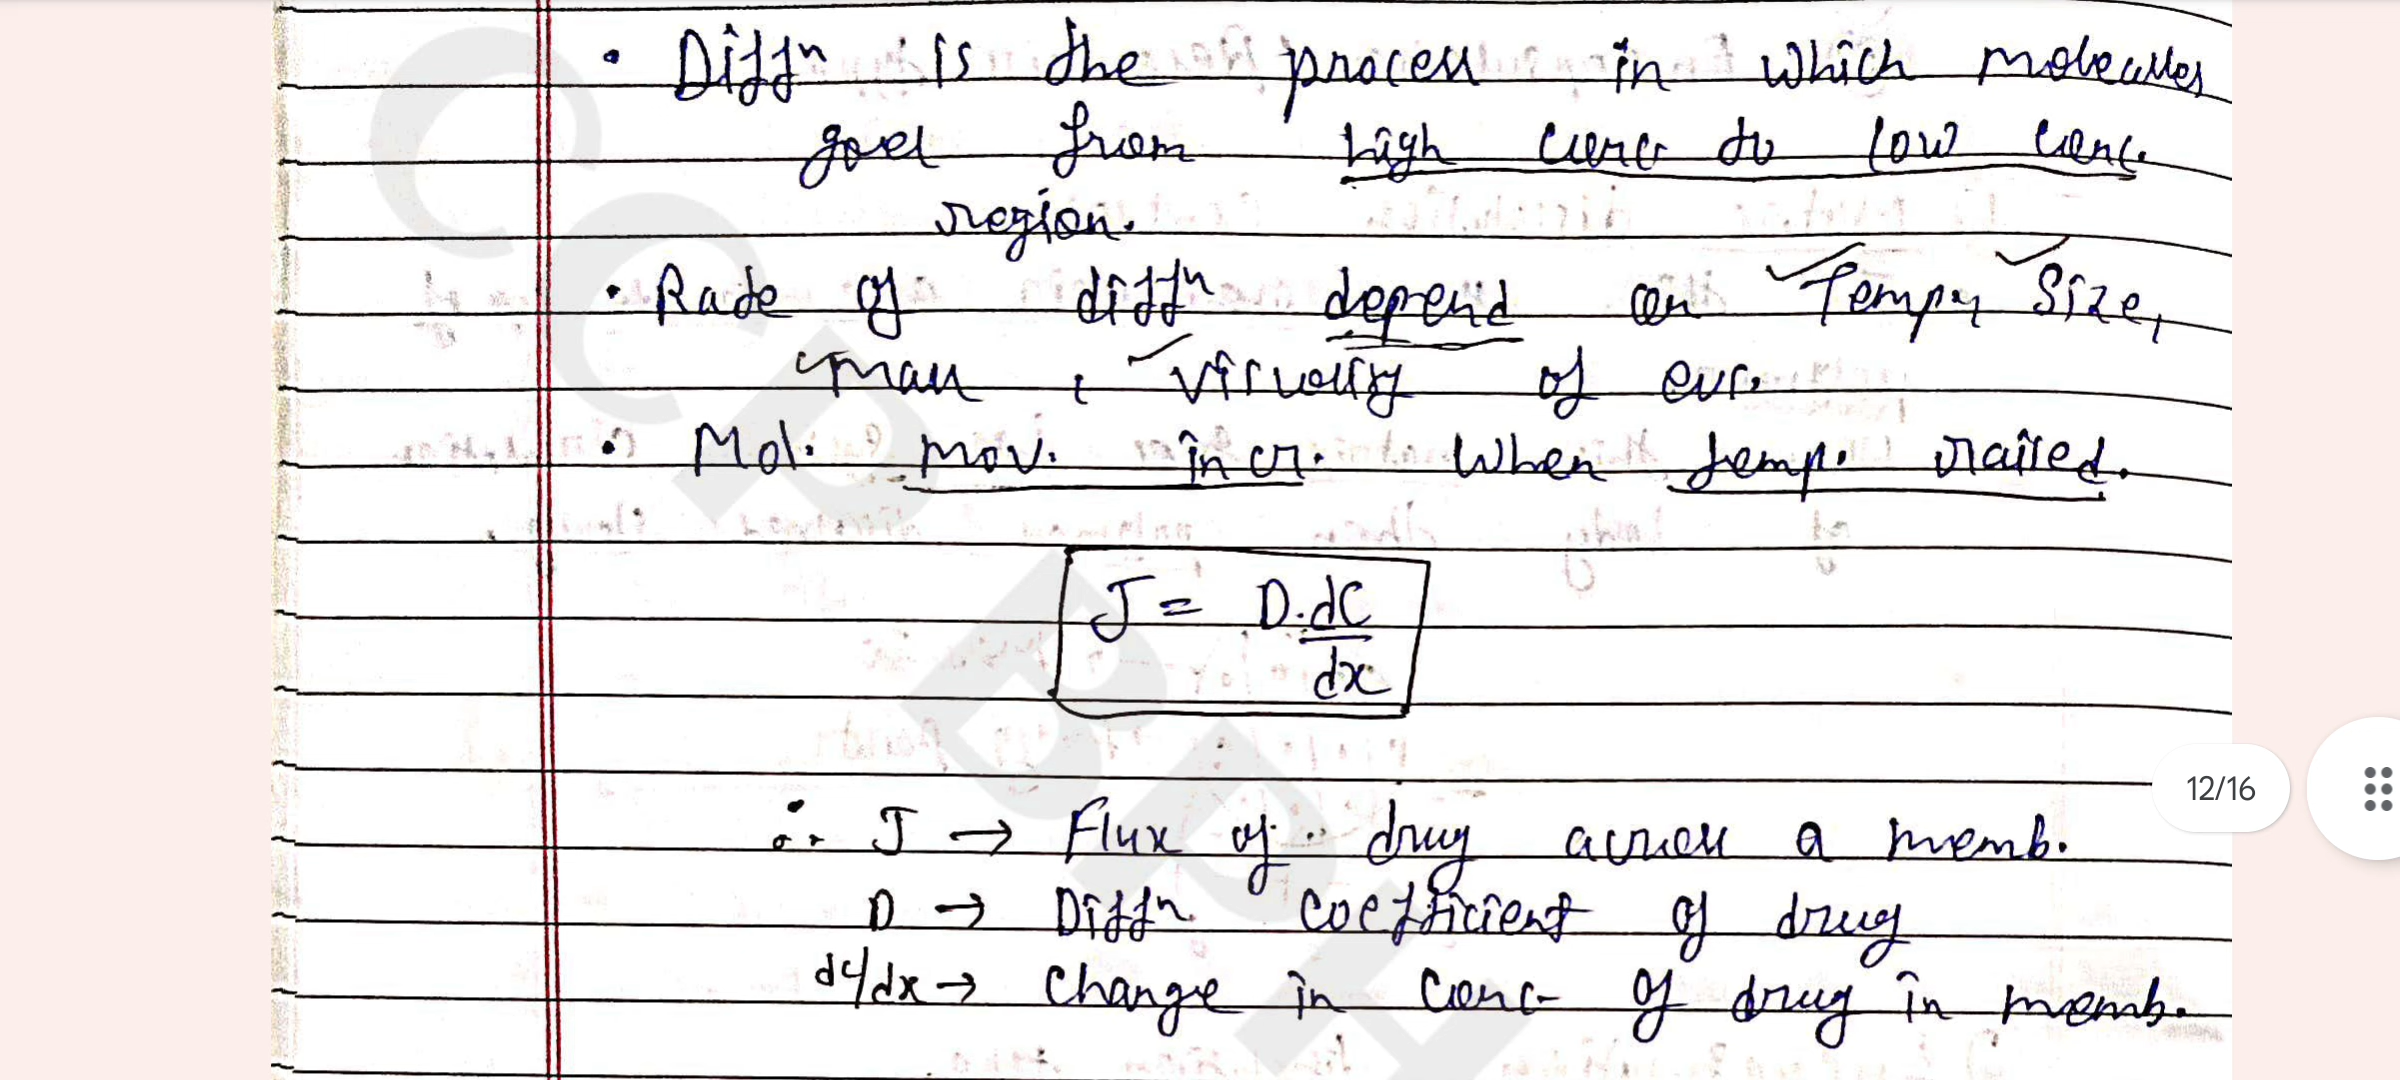 • Diffn is the process in which molecules
goes from high conc. to low conc.
region.
• Rate of diffn depend on Temp, Size,
mass, viscosity of env.
• Mol. mov. incr. when temp. raised.
J = D.dC
dx
∴ J → Flux of drug across a memb.
12/16
D → Diffn coefficient of drug
dc/dx → Change in conc of drug in memb.
CCP BPH